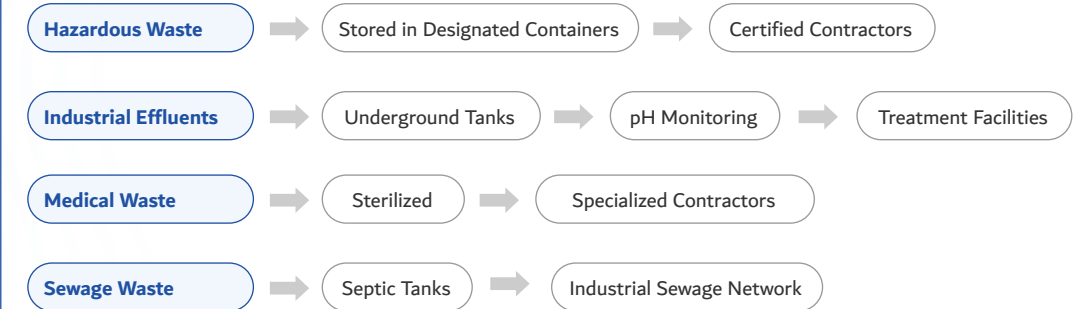 Hazardous Waste Stored in Designated Containers Certified Contractors
Industrial Effluents Underground Tanks pH Monitoring Treatment Facilities
Medical Waste Sterilized Specialized Contractors
Sewage Waste Septic Tanks Industrial Sewage Network